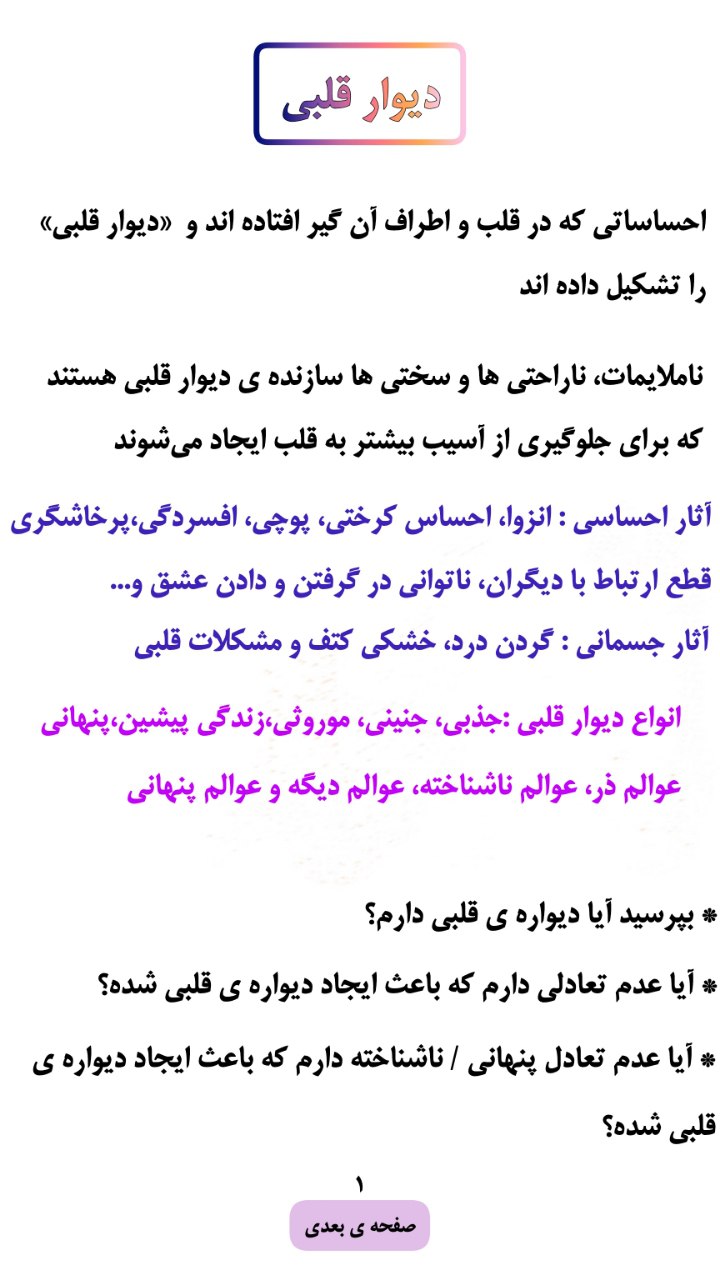 دیوار قلبی
احساساتی که در قلب و اطراف آن گیر افتاده اند و «دیوار قلبی»
را تشکیل داده اند
ناملایمات، ناراحتی ها و سختی ها سازنده ی دیوار قلبی هستند
که برای جلوگیری از آسیب بیشتر به قلب ایجاد می‌شوند
آثار احساسی : انزوا، احساس کرختی، پوچی، افسردگی،پرخاشگری
قطع ارتباط با دیگران، ناتوانی در گرفتن و دادن عشق و...
آثار جسمانی : گردن درد، خشکی کتف و مشکلات قلبی
انواع دیوار قلبی :جذبی، جنینی، موروثی،زندگی پیشین،پنهانی
عوالم ذر، عوالم ناشناخته، عوالم دیگه و عوالم پنهانی
* بپرسید آیا دیواره ی قلبی دارم؟
* آیا عدم تعادلی دارم که باعث ایجاد دیواره ی قلبی شده؟
* آیا عدم تعادل پنهانی / ناشناخته دارم که باعث ایجاد دیواره ی
قلبی شده؟
۱
صفحه ی بعدی